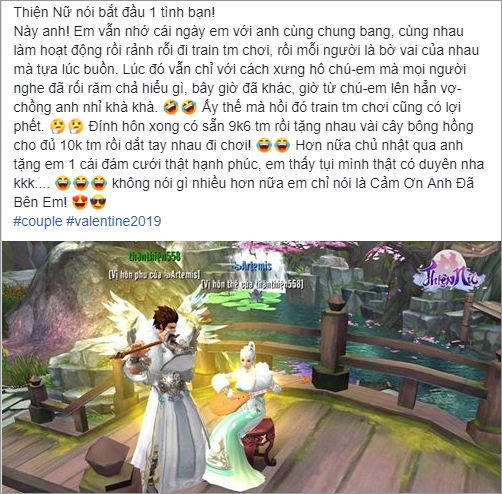 Thiện Nữ nói bắt đầu 1 tình bạn!
Này anh! Em vẫn nhớ cái ngày em với anh cùng chung bang, cùng nhau
làm hoạt động rồi rảnh rỗi đi train tm chơi, rồi mỗi người là bờ vai của nhau
mà tựa lúc buồn. Lúc đó vẫn chỉ với cách xưng hô chú-em mà mọi người
nghe đã rối răm chả hiểu gì, bây giờ đã khác, giờ từ chú-em lên hẳn vợ-
chồng anh nhỉ khà khà. 🤣🤣 Ấy thế mà hồi đó train tm chơi cũng có lợi
phết. 🤔🤔 Đính hôn xong có sẵn 9k6 tm rồi tặng nhau vài cây bông hồng
cho đủ 10k tm rồi dắt tay nhau đi chơi! 😂😂 Hơn nữa chủ nhật qua anh
tặng em 1 cái đám cưới thật hạnh phúc, em thấy tụi mình thật có duyên nha
kkk.... 😂😂😂 không nói gì nhiều hơn nữa em chỉ nói là Cảm Ơn Anh Đã
Bên Em! 😍😎
#couple #valentine2019
thanthien558
[Vị hôn phu của Artemis]
Artemis
[Vị hôn thê của thanthien558]
Thiện Nữ